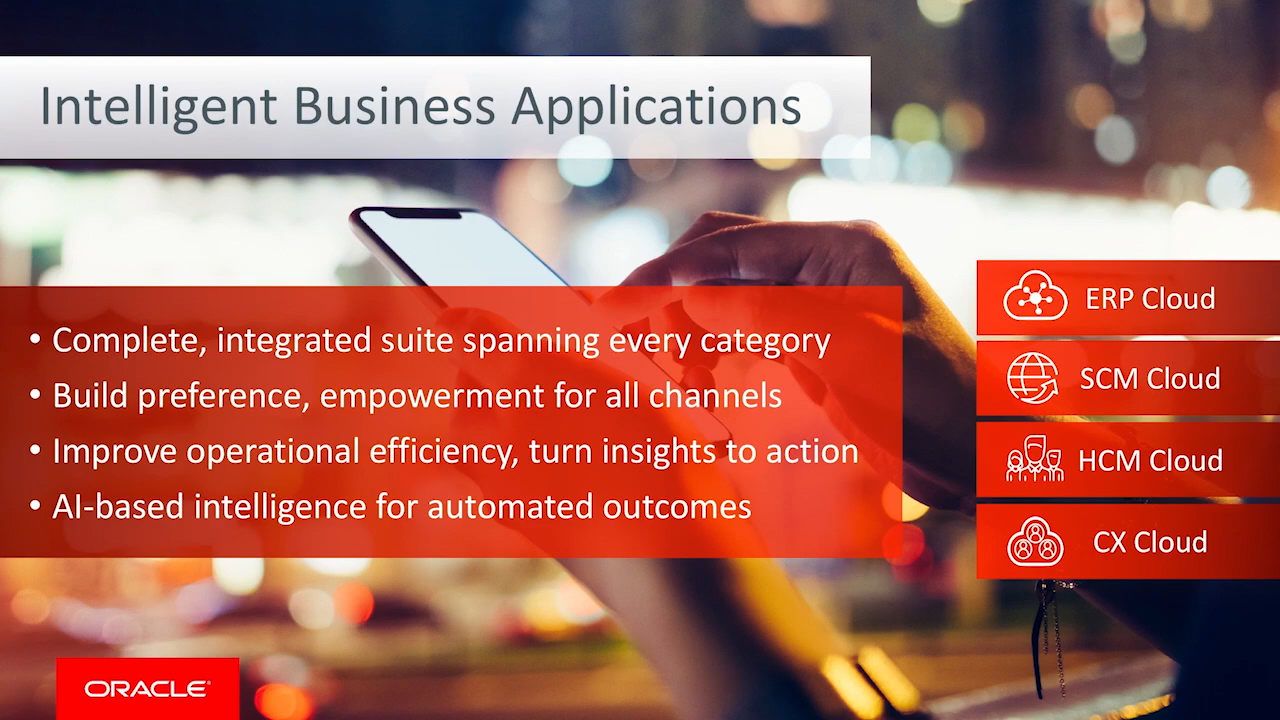 Intelligent Business Applications
• Complete, integrated suite spanning every category
• Build preference, empowerment for all channels
• Improve operational efficiency, turn insights to action
• AI-based intelligence for automated outcomes
ERP Cloud
SCM Cloud
HCM Cloud
CX Cloud
ORACLE®